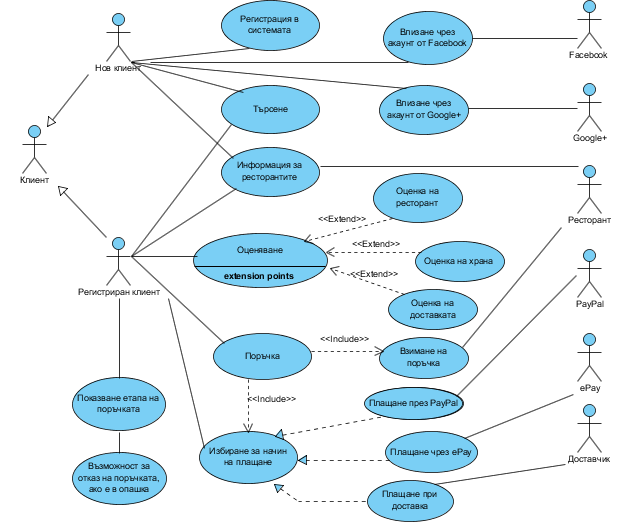 Регистрация в
системата
Влизане чрез
акаунт от Facebook
Facebook
Нов клиент
Търсене
Влизане чрез
акаунт от Google+
Google+
Клиент
Информация за
ресторантите
Оценка на
ресторант
Ресторант
<<Extend>>
Оценяване
extension points
<<Extend>>
Оценка на храна
<<Extend>>
Регистриран клиент
Оценка на
доставката
PayPal
<<Include>>
Поръчка
Взимане на
поръчка
ePay
Показване етапа на
поръчката
<<Include>>
Плащане през PayPal
Избиране за начин
на плащане
Плащане чрез ePay
Доставчик
Възможност за
отказ на поръчката,
ако е в опашка
Плащане при
доставка